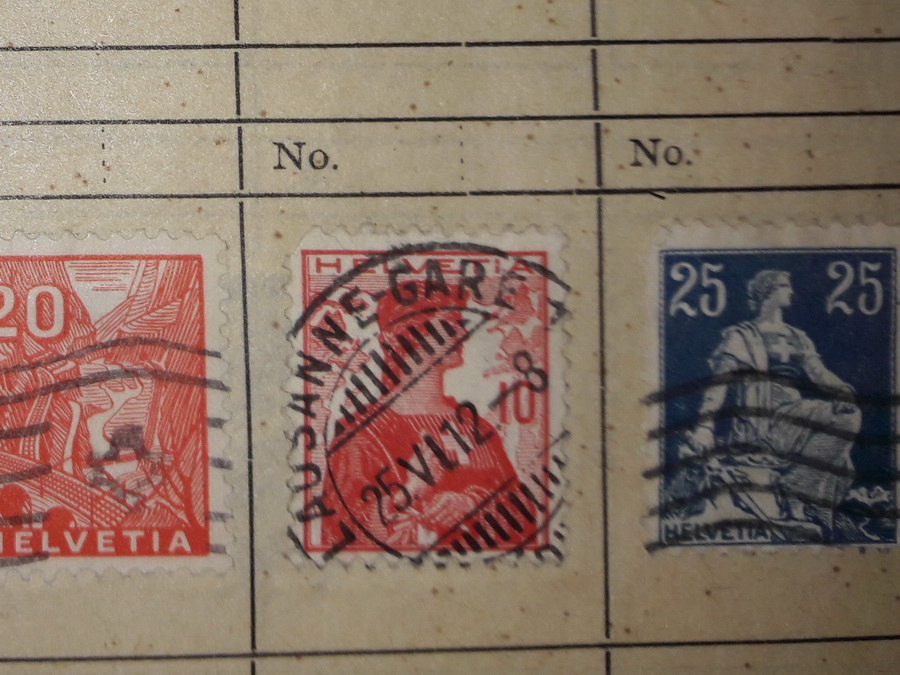 No.
No.
20
HELVETIA
HELVETIA
10
LAUSANNE GARE
25.VI.12–8
25 25
HELVETIA